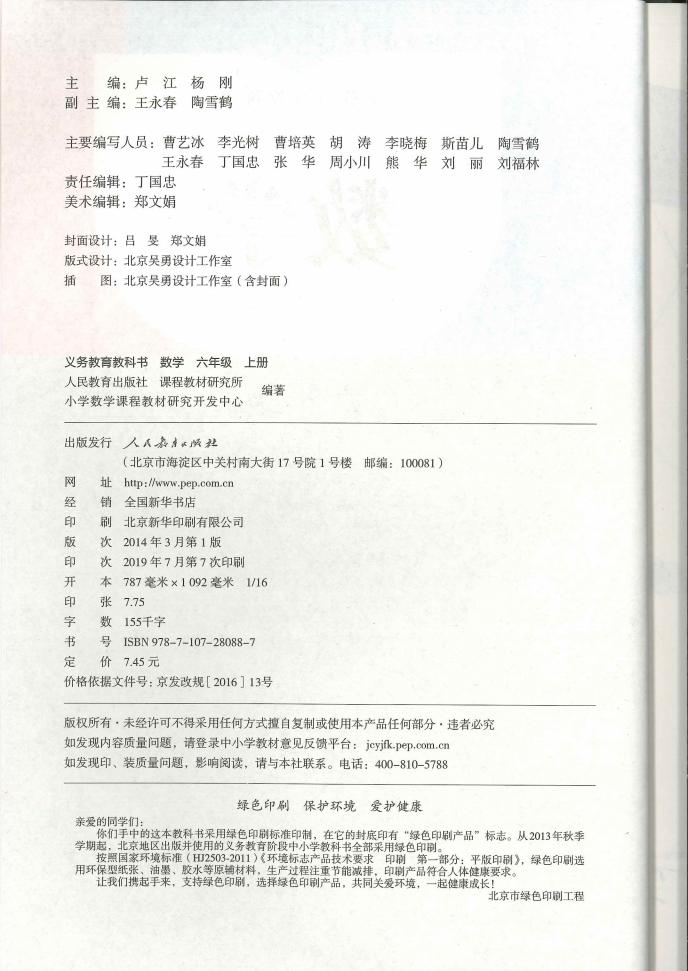 主　　编：卢　江　杨　刚
副 主 编：王永春　陶雪鹤
主要编写人员：曹艺冰　李光树　曹培英　胡　涛　李晓梅　斯苗儿　陶雪鹤
王永春　丁国忠　张　华　周小川　熊　华　刘　丽　刘福林
责任编辑：丁国忠
美术编辑：郑文娟
封面设计：吕　旻　郑文娟
版式设计：北京吴勇设计工作室
插　　图：北京吴勇设计工作室（含封面）
义务教育教科书　数学　六年级　上册
人民教育出版社　课程教材研究所
小学数学课程教材研究开发中心　编著
出版发行　人民教育出版社
（北京市海淀区中关村南大街 17 号院 1 号楼　邮编：100081）
网　　址　http://www.pep.com.cn
经　　销　全国新华书店
印　　刷　北京新华印刷有限公司
版　　次　2014 年 3 月第 1 版
印　　次　2019 年 7 月第 7 次印刷
开　　本　787 毫米 × 1 092 毫米　1/16
印　　张　7.75
字　　数　155千字
书　　号　ISBN 978-7-107-28088-7
定　　价　7.45 元
价格依据文件号：京发改规［2016］13号
版权所有·未经许可不得采用任何方式擅自复制或使用本产品任何部分·违者必究
如发现内容质量问题，请登录中小学教材意见反馈平台：jcyjfk.pep.com.cn
如发现印、装质量问题，影响阅读，请与本社联系。电话：400-810-5788
绿色印刷　保护环境　爱护健康
亲爱的同学们：
你们手中的这本教科书采用绿色印刷标准印制，在它的封底印有“绿色印刷产品”标志。从2013年秋季
学期起，北京地区出版并使用的义务教育阶段中小学教科书全部采用绿色印刷。
按照国家环境标准（HJ2503-2011）《环境标志产品技术要求　印刷　第一部分：平版印刷》，绿色印刷选
用环保型纸张、油墨、胶水等原辅材料，生产过程注重节能减排，印刷产品符合人体健康要求。
让我们携起手来，支持绿色印刷，选择绿色印刷产品，共同关爱环境，一起健康成长！
北京市绿色印刷工程